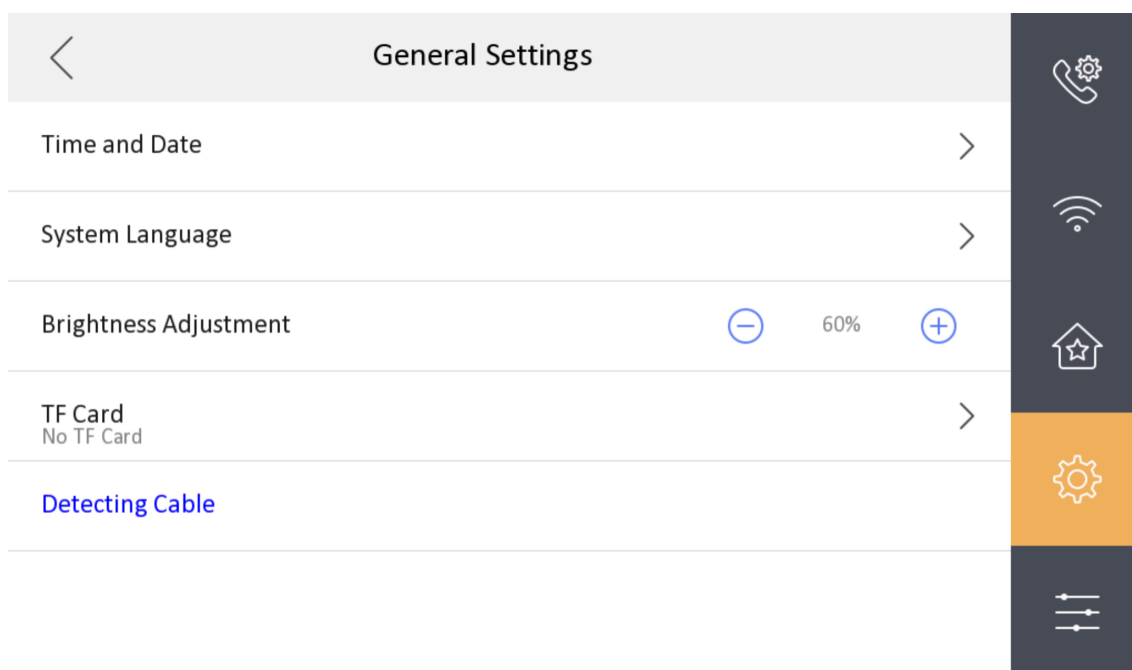 General Settings
Time and Date
System Language
Brightness Adjustment 60%
TF Card
No TF Card
Detecting Cable